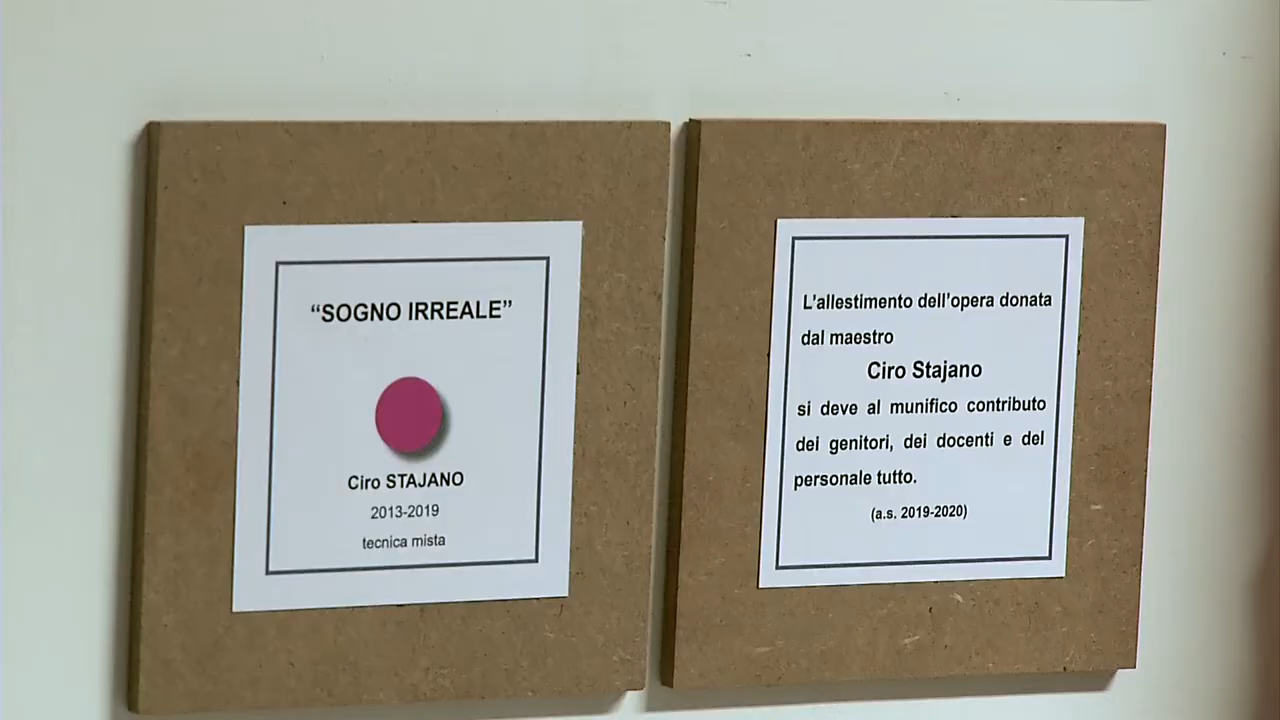 “SOGNO IRREALE”
Ciro STAJANO
2013-2019
tecnica mista
L'allestimento dell'opera donata
dal maestro
Ciro Stajano
si deve al munifico contributo
dei genitori, dei docenti e del
personale tutto.
(a.s. 2019-2020)